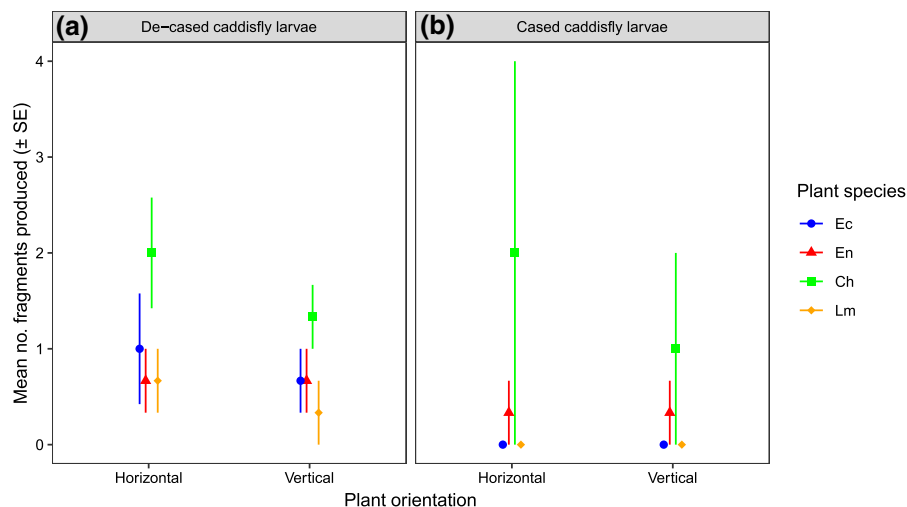 (a) De−cased caddisfly larvae
(b) Cased caddisfly larvae
Mean no. fragments produced (± SE)
4
3
2
1
0
Horizontal Vertical
Horizontal Vertical
Plant orientation
Plant species
Ec
En
Ch
Lm